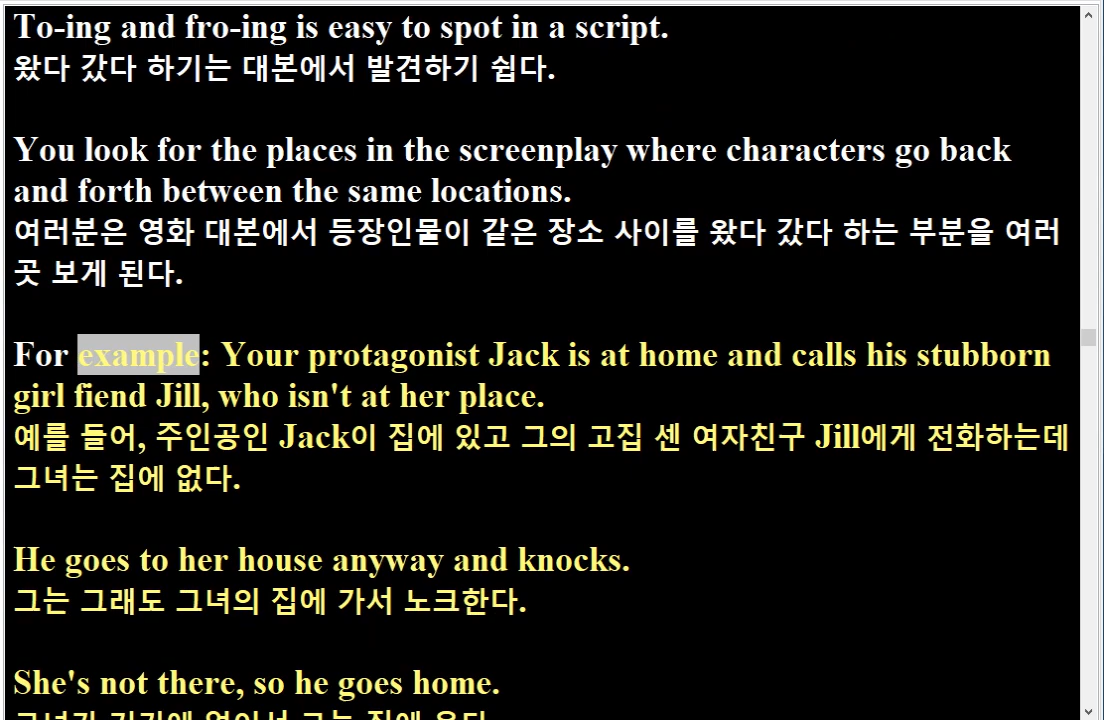 To-ing and fro-ing is easy to spot in a script.
왔다 갔다 하기는 대본에서 발견하기 쉽다.
You look for the places in the screenplay where characters go back
and forth between the same locations.
여러분은 영화 대본에서 등장인물이 같은 장소 사이를 왔다 갔다 하는 부분을 여러
곳 보게 된다.
For example: Your protagonist Jack is at home and calls his stubborn
girl fiend Jill, who isn't at her place.
예를 들어, 주인공인 Jack이 집에 있고 그의 고집 센 여자친구 Jill에게 전화하는데
그녀는 집에 없다.
He goes to her house anyway and knocks.
그는 그래도 그녀의 집에 가서 노크한다.
She's not there, so he goes home.